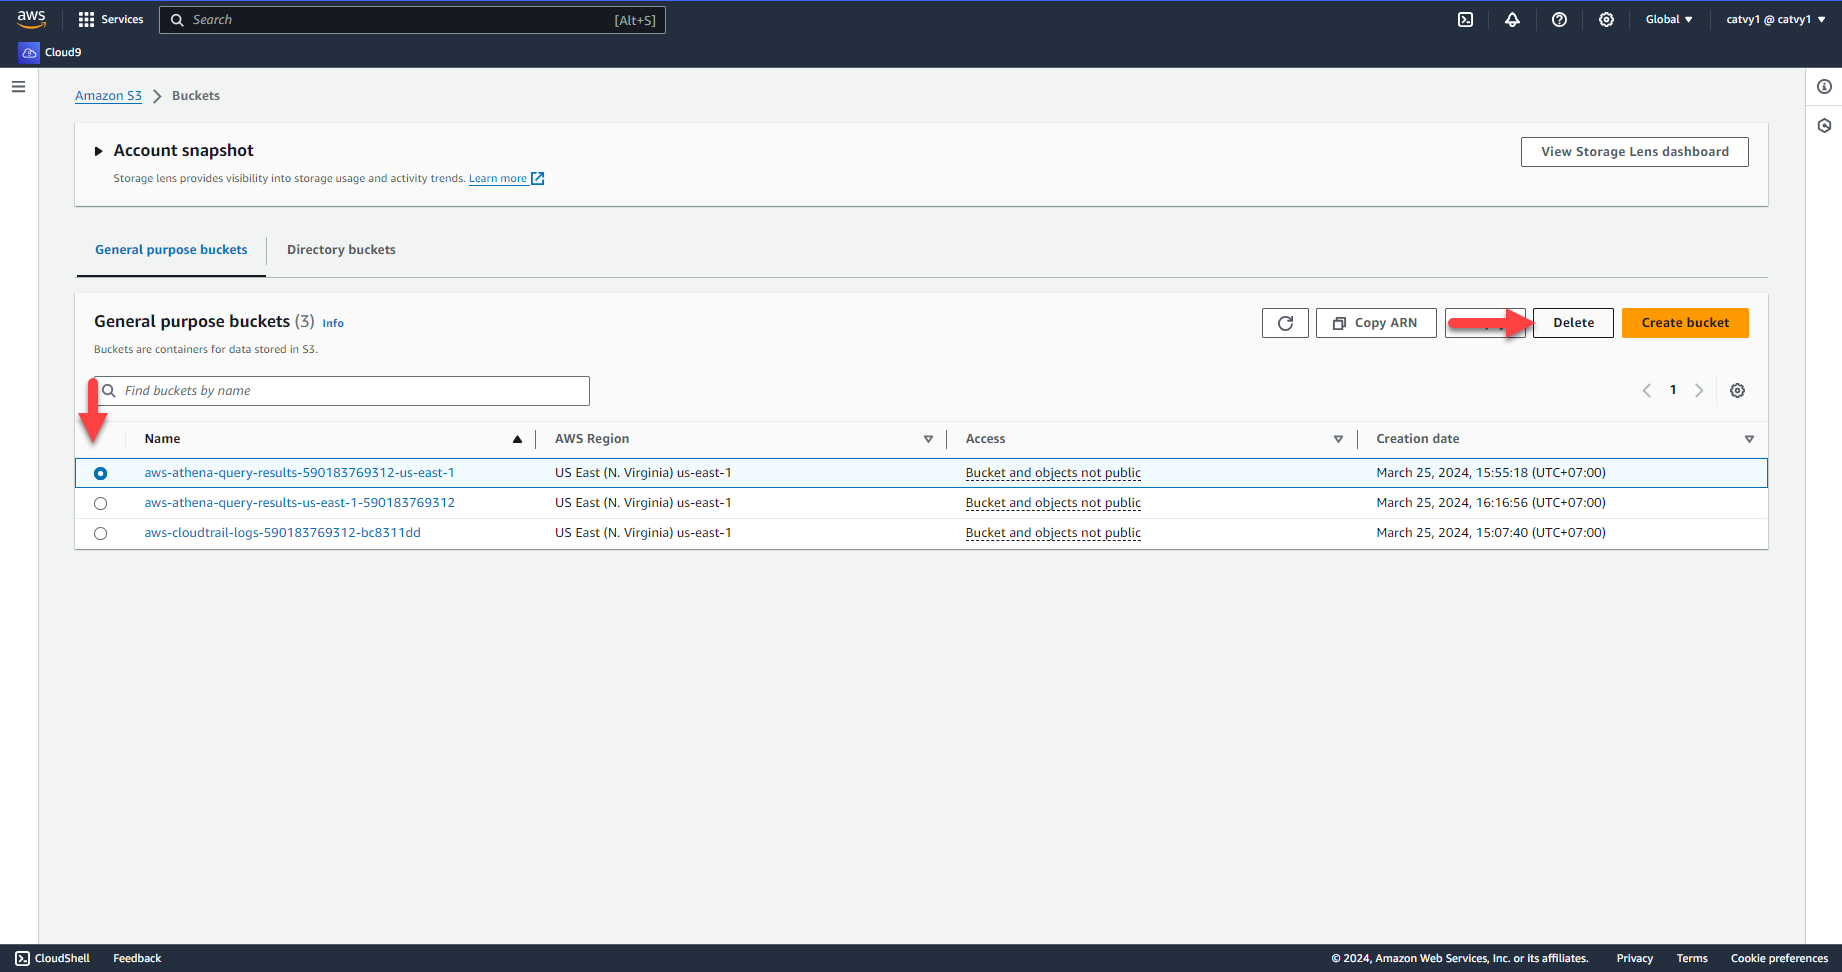 aws
Services
Search
[Alt+S]
Global
catvy1 @ catvy1
Cloud9
Amazon S3
Buckets
Account snapshot
View Storage Lens dashboard
Storage lens provides visibility into storage usage and activity trends. Learn more
General purpose buckets
Directory buckets
General purpose buckets (3) Info
Copy ARN
Delete
Create bucket
Buckets are containers for data stored in S3.
Find buckets by name
1
Name AWS Region Access Creation date
aws-athena-query-results-590183769312-us-east-1 US East (N. Virginia) us-east-1 Bucket and objects not public March 25, 2024, 15:55:18 (UTC+07:00)
aws-athena-query-results-us-east-1-590183769312 US East (N. Virginia) us-east-1 Bucket and objects not public March 25, 2024, 16:16:56 (UTC+07:00)
aws-cloudtrail-logs-590183769312-bc8311dd US East (N. Virginia) us-east-1 Bucket and objects not public March 25, 2024, 15:07:40 (UTC+07:00)
CloudShell Feedback © 2024, Amazon Web Services, Inc. or its affiliates. Privacy Terms Cookie preferences